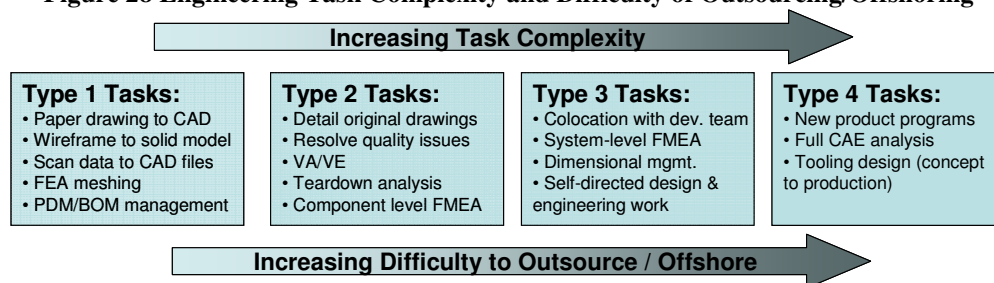 Figure 28 Engineering Task Complexity and Difficulty of Outsourcing/Offshoring
Increasing Task Complexity
Type 1 Tasks:
• Paper drawing to CAD
• Wireframe to solid model
• Scan data to CAD files
• FEA meshing
• PDM/BOM management
Type 2 Tasks:
• Detail original drawings
• Resolve quality issues
• VA/VE
• Teardown analysis
• Component level FMEA
Type 3 Tasks:
• Colocation with dev. team
• System-level FMEA
• Dimensional mgmt.
• Self-directed design &
engineering work
Type 4 Tasks:
• New product programs
• Full CAE analysis
• Tooling design (concept
to production)
Increasing Difficulty to Outsource / Offshore